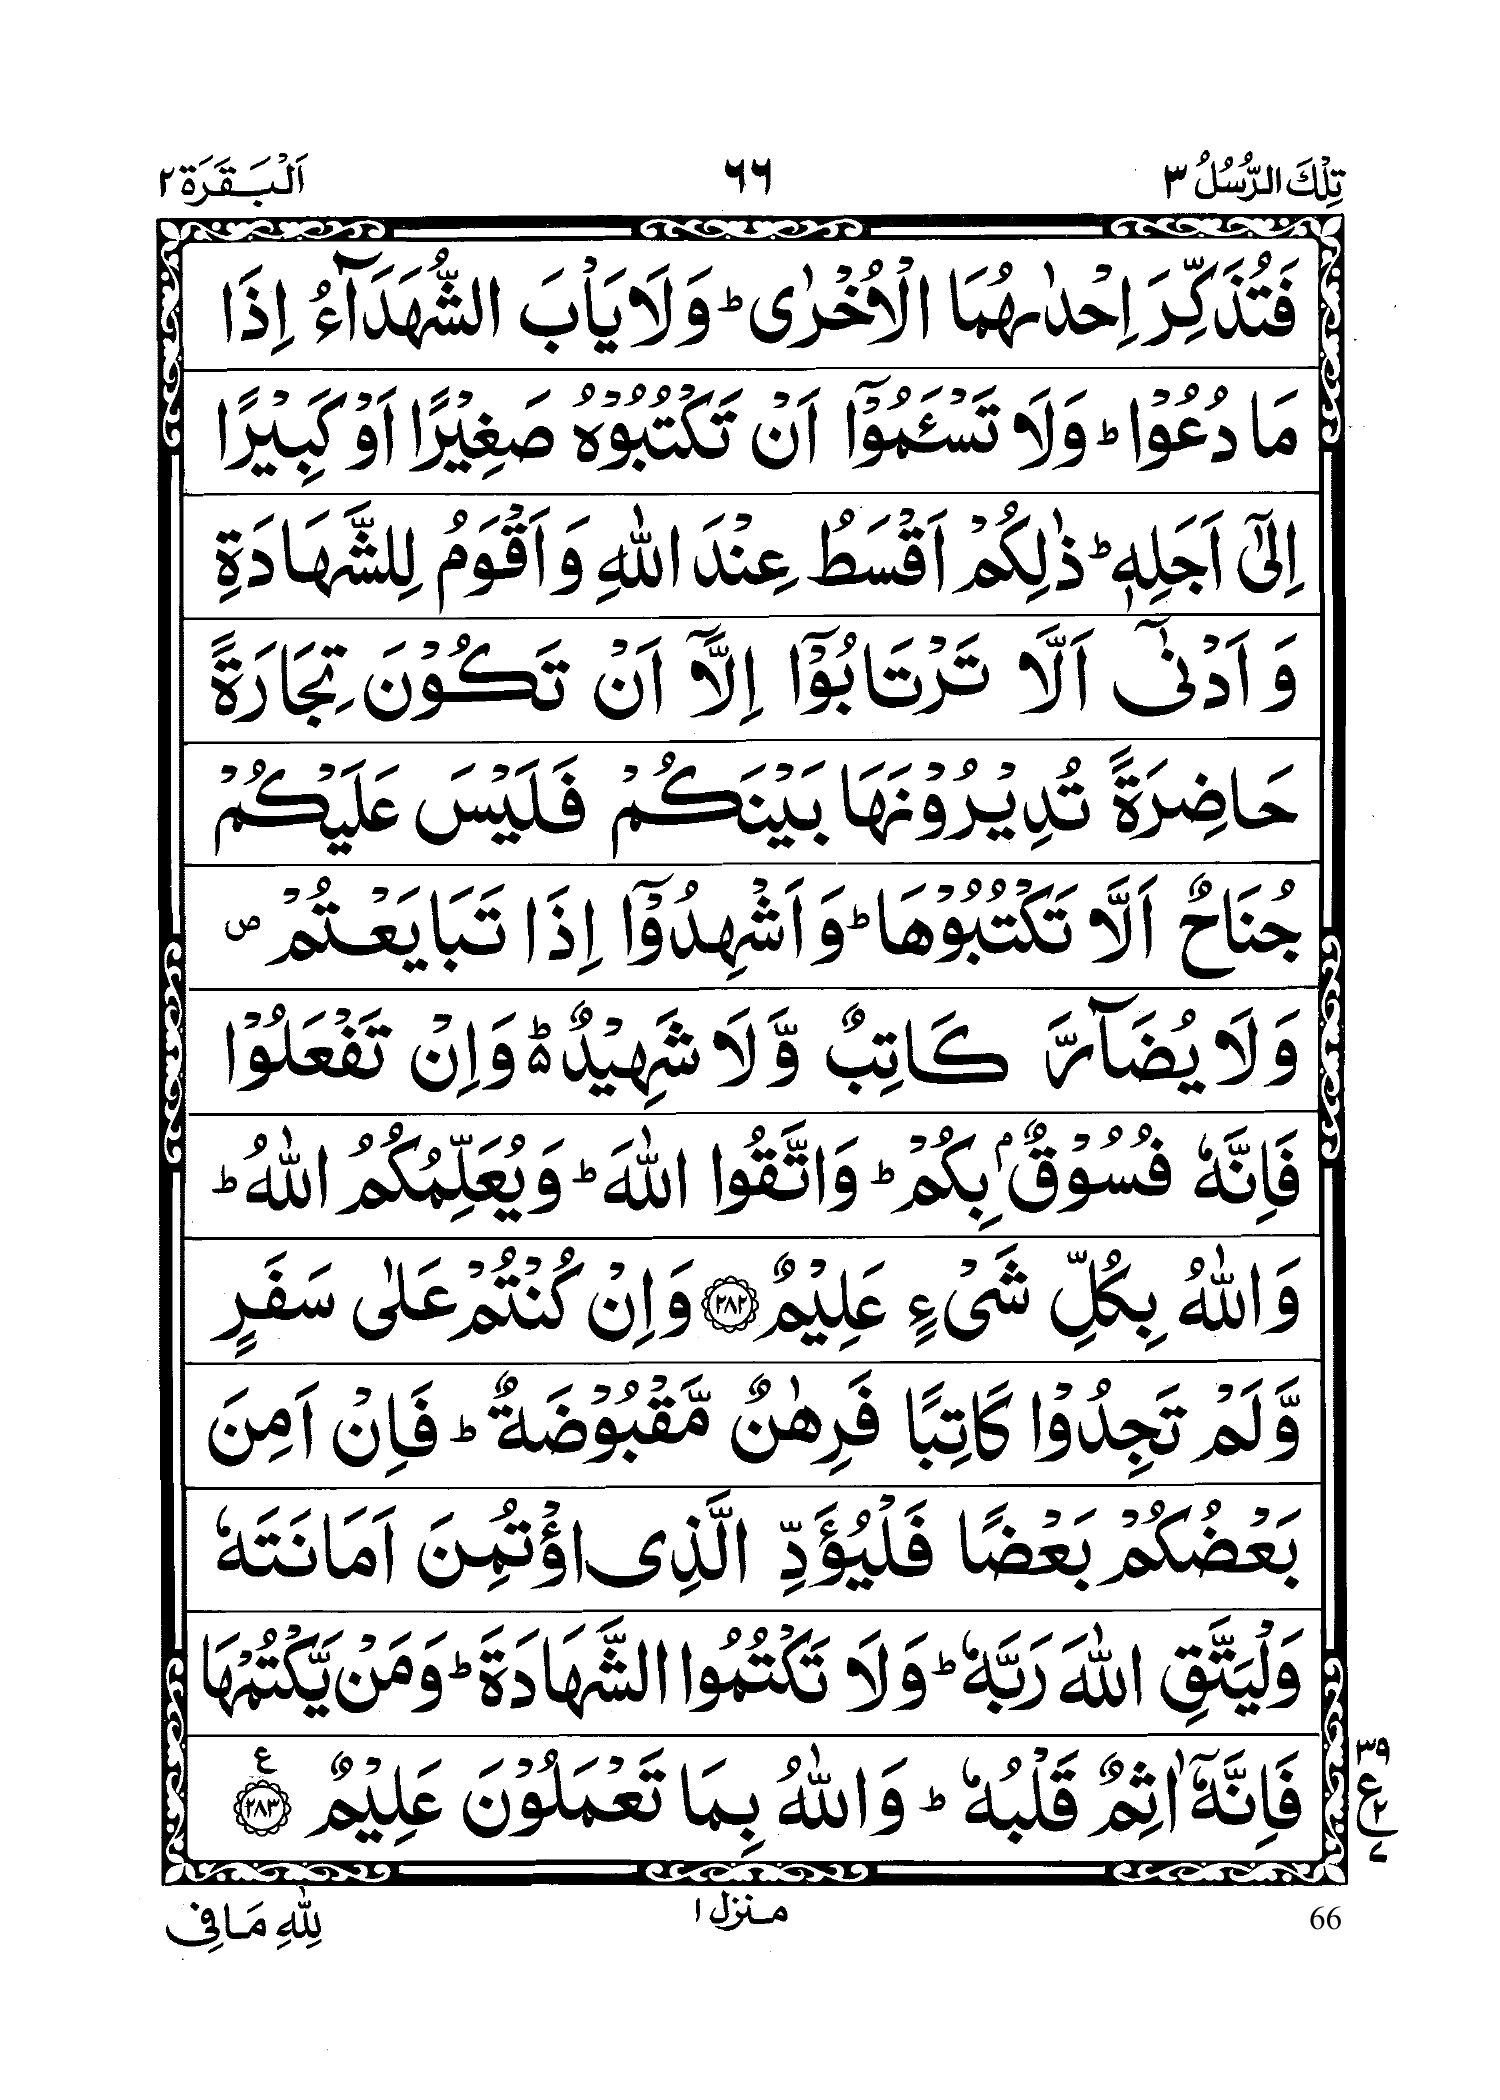 تِلْكَ الرُّسُلُ ٣
٦٦
اَلْبَقَرَة ٢
فَتُذَكِّرَ اِحْدٰىهُمَا الْاُخْرٰى ؕ وَلَا يَاْبَ الشُّهَدَآءُ اِذَا
مَا دُعُوْا ؕ وَلَا تَسْـَٔمُوْۤا اَنْ تَكْتُبُوْهُ صَغِيْرًا اَوْ كَبِيْرًا
اِلٰۤى اَجَلِهٖ ؕ ذٰلِكُمْ اَقْسَطُ عِنْدَ اللّٰهِ وَاَقْوَمُ لِلشَّهَادَةِ
وَاَدْنٰۤى اَلَّا تَرْتَابُوْۤا اِلَّاۤ اَنْ تَكُوْنَ تِجَارَةً
حَاضِرَةً تُدِيْرُوْنَهَا بَيْنَكُمْ فَلَيْسَ عَلَيْكُمْ
جُنَاحٌ اَلَّا تَكْتُبُوْهَا ؕ وَاَشْهِدُوْۤا اِذَا تَبَايَعْتُمْ ۪
وَلَا يُضَآرَّ كَاتِبٌ وَّلَا شَهِيْدٌ ؕ۬ وَاِنْ تَفْعَلُوْا
فَاِنَّهٗ فُسُوْقٌۢ بِكُمْ ؕ وَاتَّقُوا اللّٰهَ ؕ وَيُعَلِّمُكُمُ اللّٰهُ ؕ
وَاللّٰهُ بِكُلِّ شَىْءٍ عَلِيْمٌ ﴿٢٨٢﴾ وَاِنْ كُنْتُمْ عَلٰى سَفَرٍ
وَّلَمْ تَجِدُوْا كَاتِبًا فَرِهٰنٌ مَّقْبُوْضَةٌ ؕ فَاِنْ اَمِنَ
بَعْضُكُمْ بَعْضًا فَلْيُؤَدِّ الَّذِى اؤْتُمِنَ اَمَانَتَهٗ
وَلْيَتَّقِ اللّٰهَ رَبَّهٗ ؕ وَلَا تَكْتُمُوا الشَّهَادَةَ ؕ وَمَنْ يَّكْتُمْهَا
فَاِنَّهٗۤ اٰثِمٌ قَلْبُهٗ ؕ وَاللّٰهُ بِمَا تَعْمَلُوْنَ عَلِيْمٌ ﴿٢٨٣﴾ ع
٣٩
ع
٢
٧
66
منزل ١
لِلّٰهِ مَا فِى